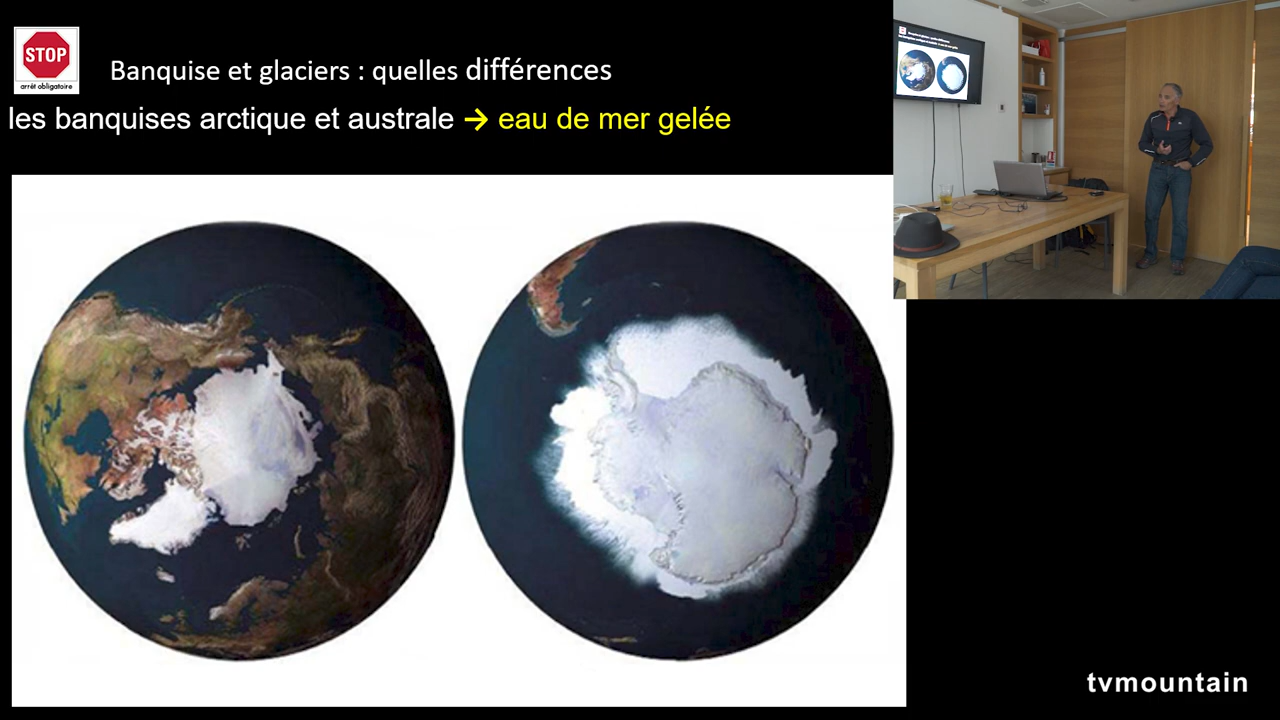 STOP
arrêt obligatoire
Banquise et glaciers : quelles différences
les banquises arctique et australe → eau de mer gelée
tvmountain